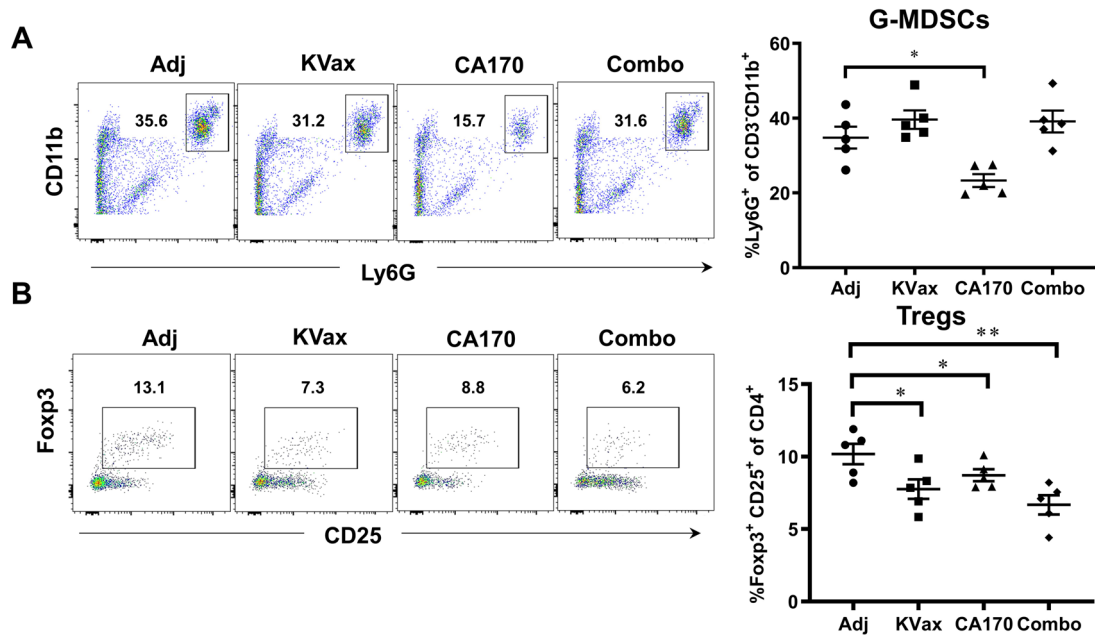 A
Adj KVax CA170 Combo
35.6 31.2 15.7 31.6
CD11b
Ly6G
G-MDSCs
%Ly6G⁺ of CD3⁻CD11b⁺
60
40
20
0
*
Adj KVax CA170 Combo
B
Adj KVax CA170 Combo
13.1 7.3 8.8 6.2
Foxp3
CD25
Tregs
%Foxp3⁺ CD25⁺ of CD4⁺
15
10
5
0
**
*
*
Adj KVax CA170 Combo